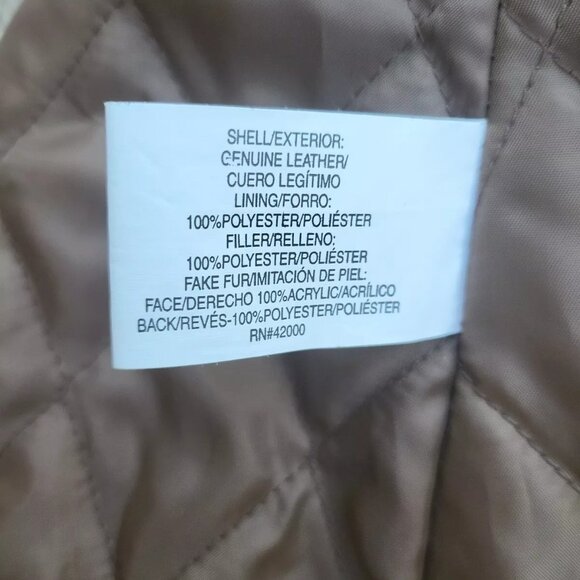 SHELL/EXTERIOR:
GENUINE LEATHER/
CUERO LEGÍTIMO
LINING/FORRO:
100%POLYESTER/POLIÉSTER
FILLER/RELLENO:
100%POLYESTER/POLIÉSTER
FAKE FUR/IMITACIÓN DE PIEL:
FACE/DERECHO 100%ACRYLIC/ACRÍLICO
BACK/REVÉS-100%POLYESTER/POLIÉSTER
RN#42000